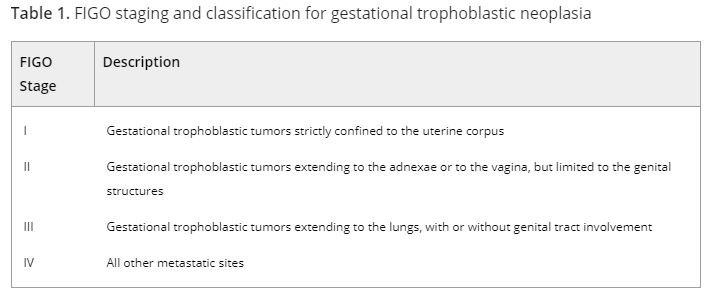 Table 1. FIGO staging and classification for gestational trophoblastic neoplasia
FIGO Stage
Description
I
Gestational trophoblastic tumors strictly confined to the uterine corpus
II
Gestational trophoblastic tumors extending to the adnexae or to the vagina, but limited to the genital
structures
III
Gestational trophoblastic tumors extending to the lungs, with or without genital tract involvement
IV
All other metastatic sites